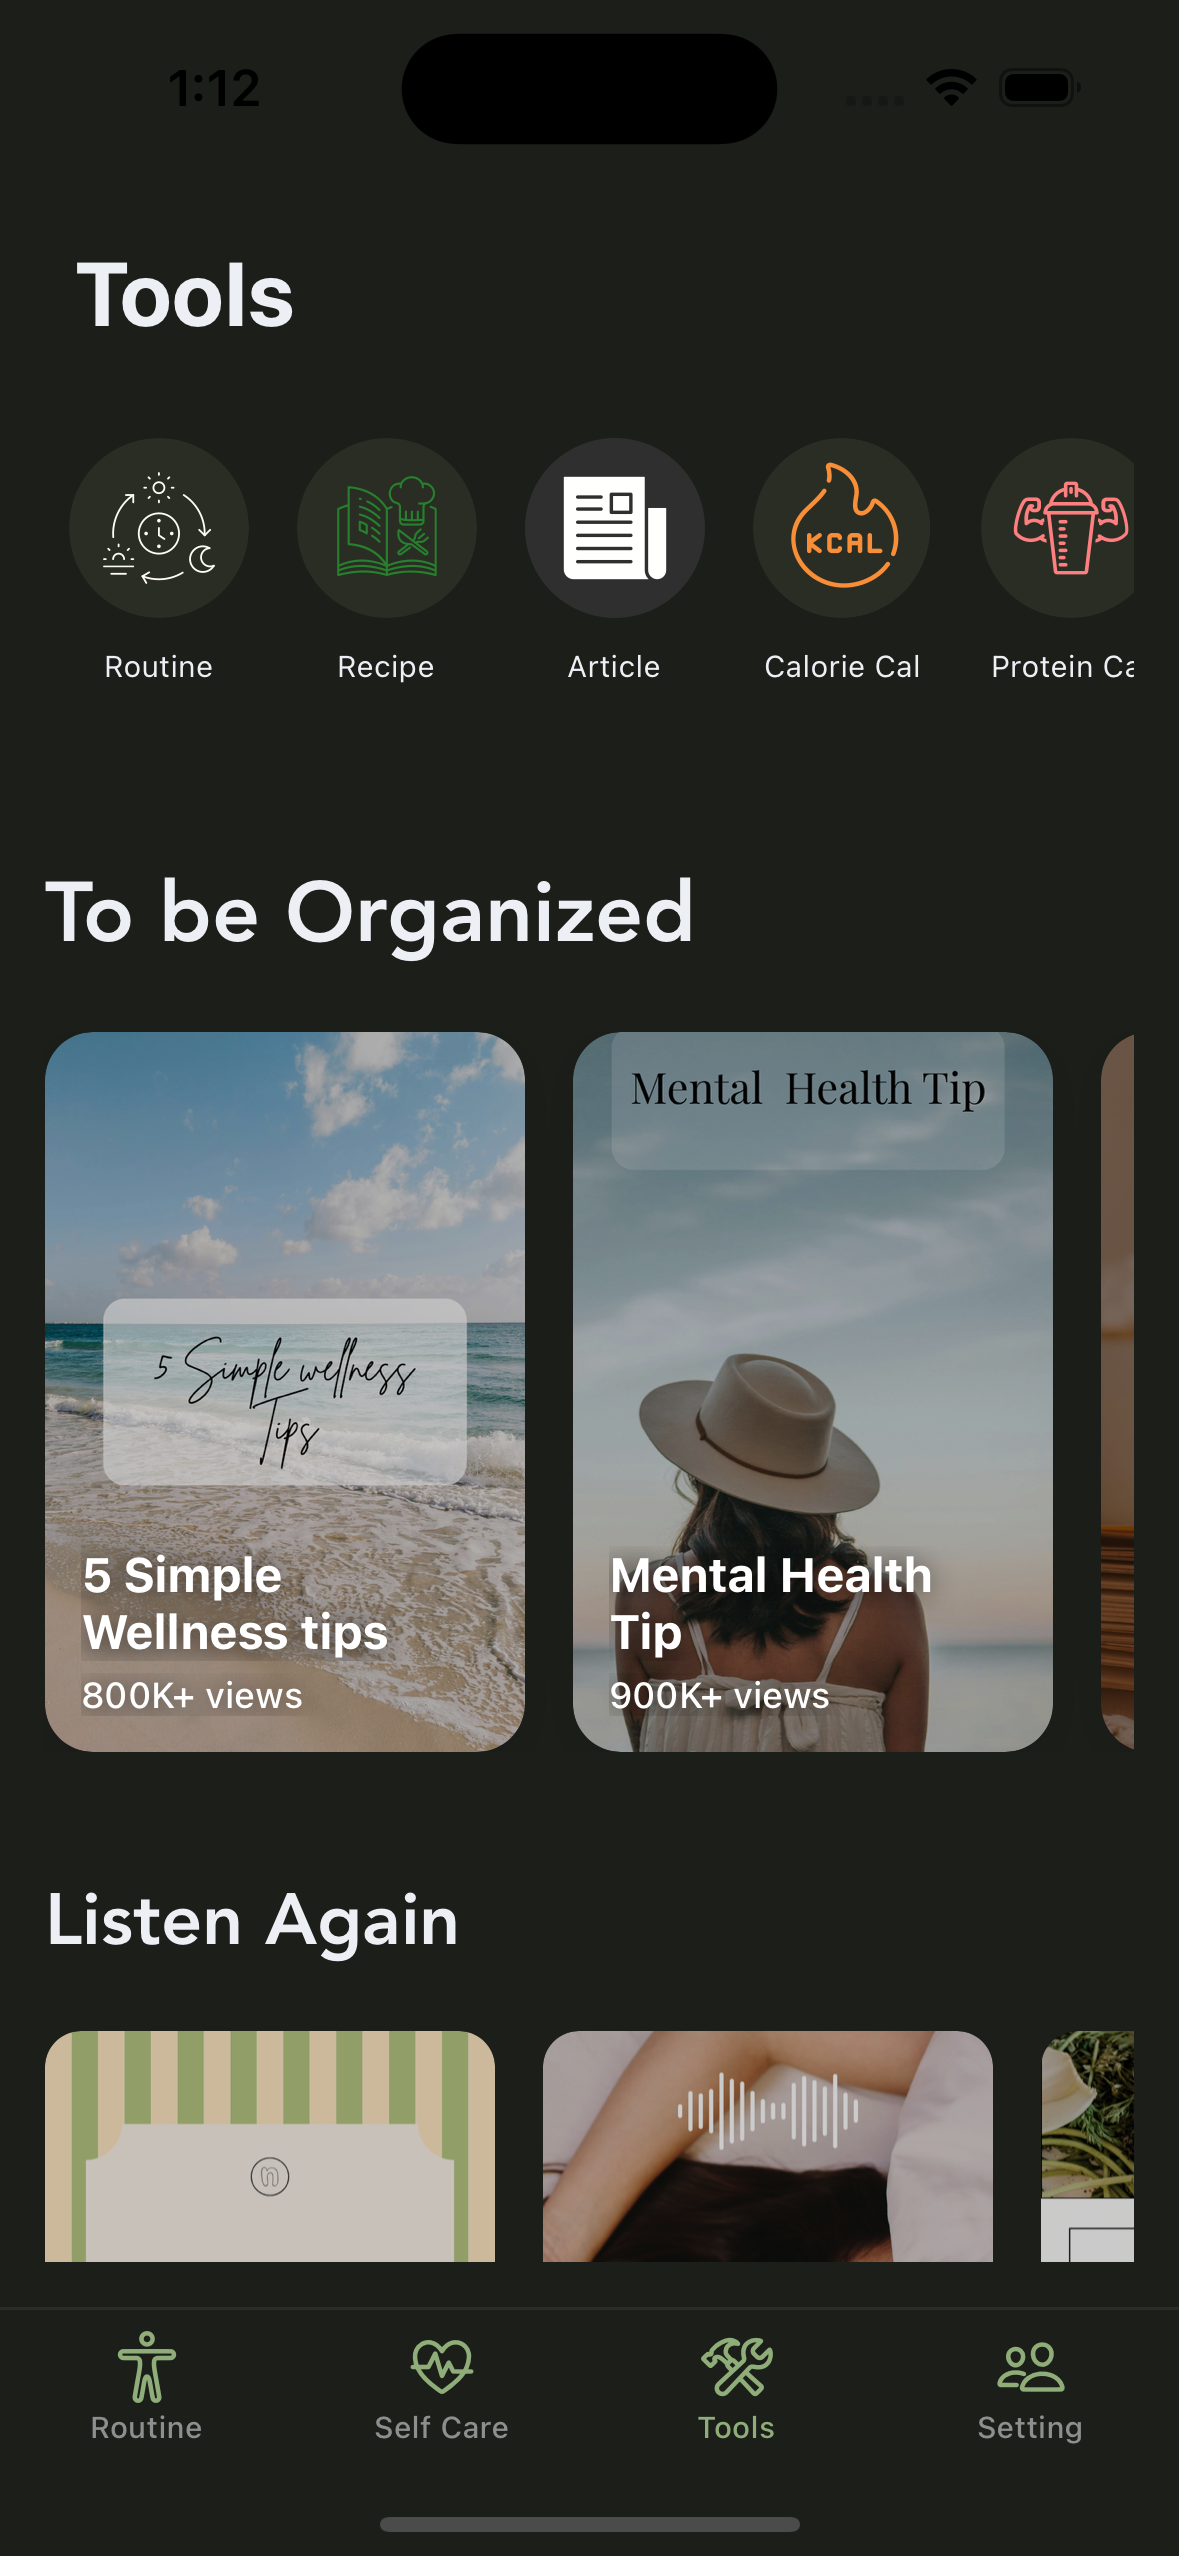 1:12
Tools
KCAL
Routine
Recipe
Article
Calorie Cal
Protein Ca
To be Organized
5 Simple wellness
Tips
5 Simple
Wellness tips
800K+ views
Mental Health Tip
Mental Health
Tip
900K+ views
Listen Again
n
Routine
Self Care
Tools
Setting